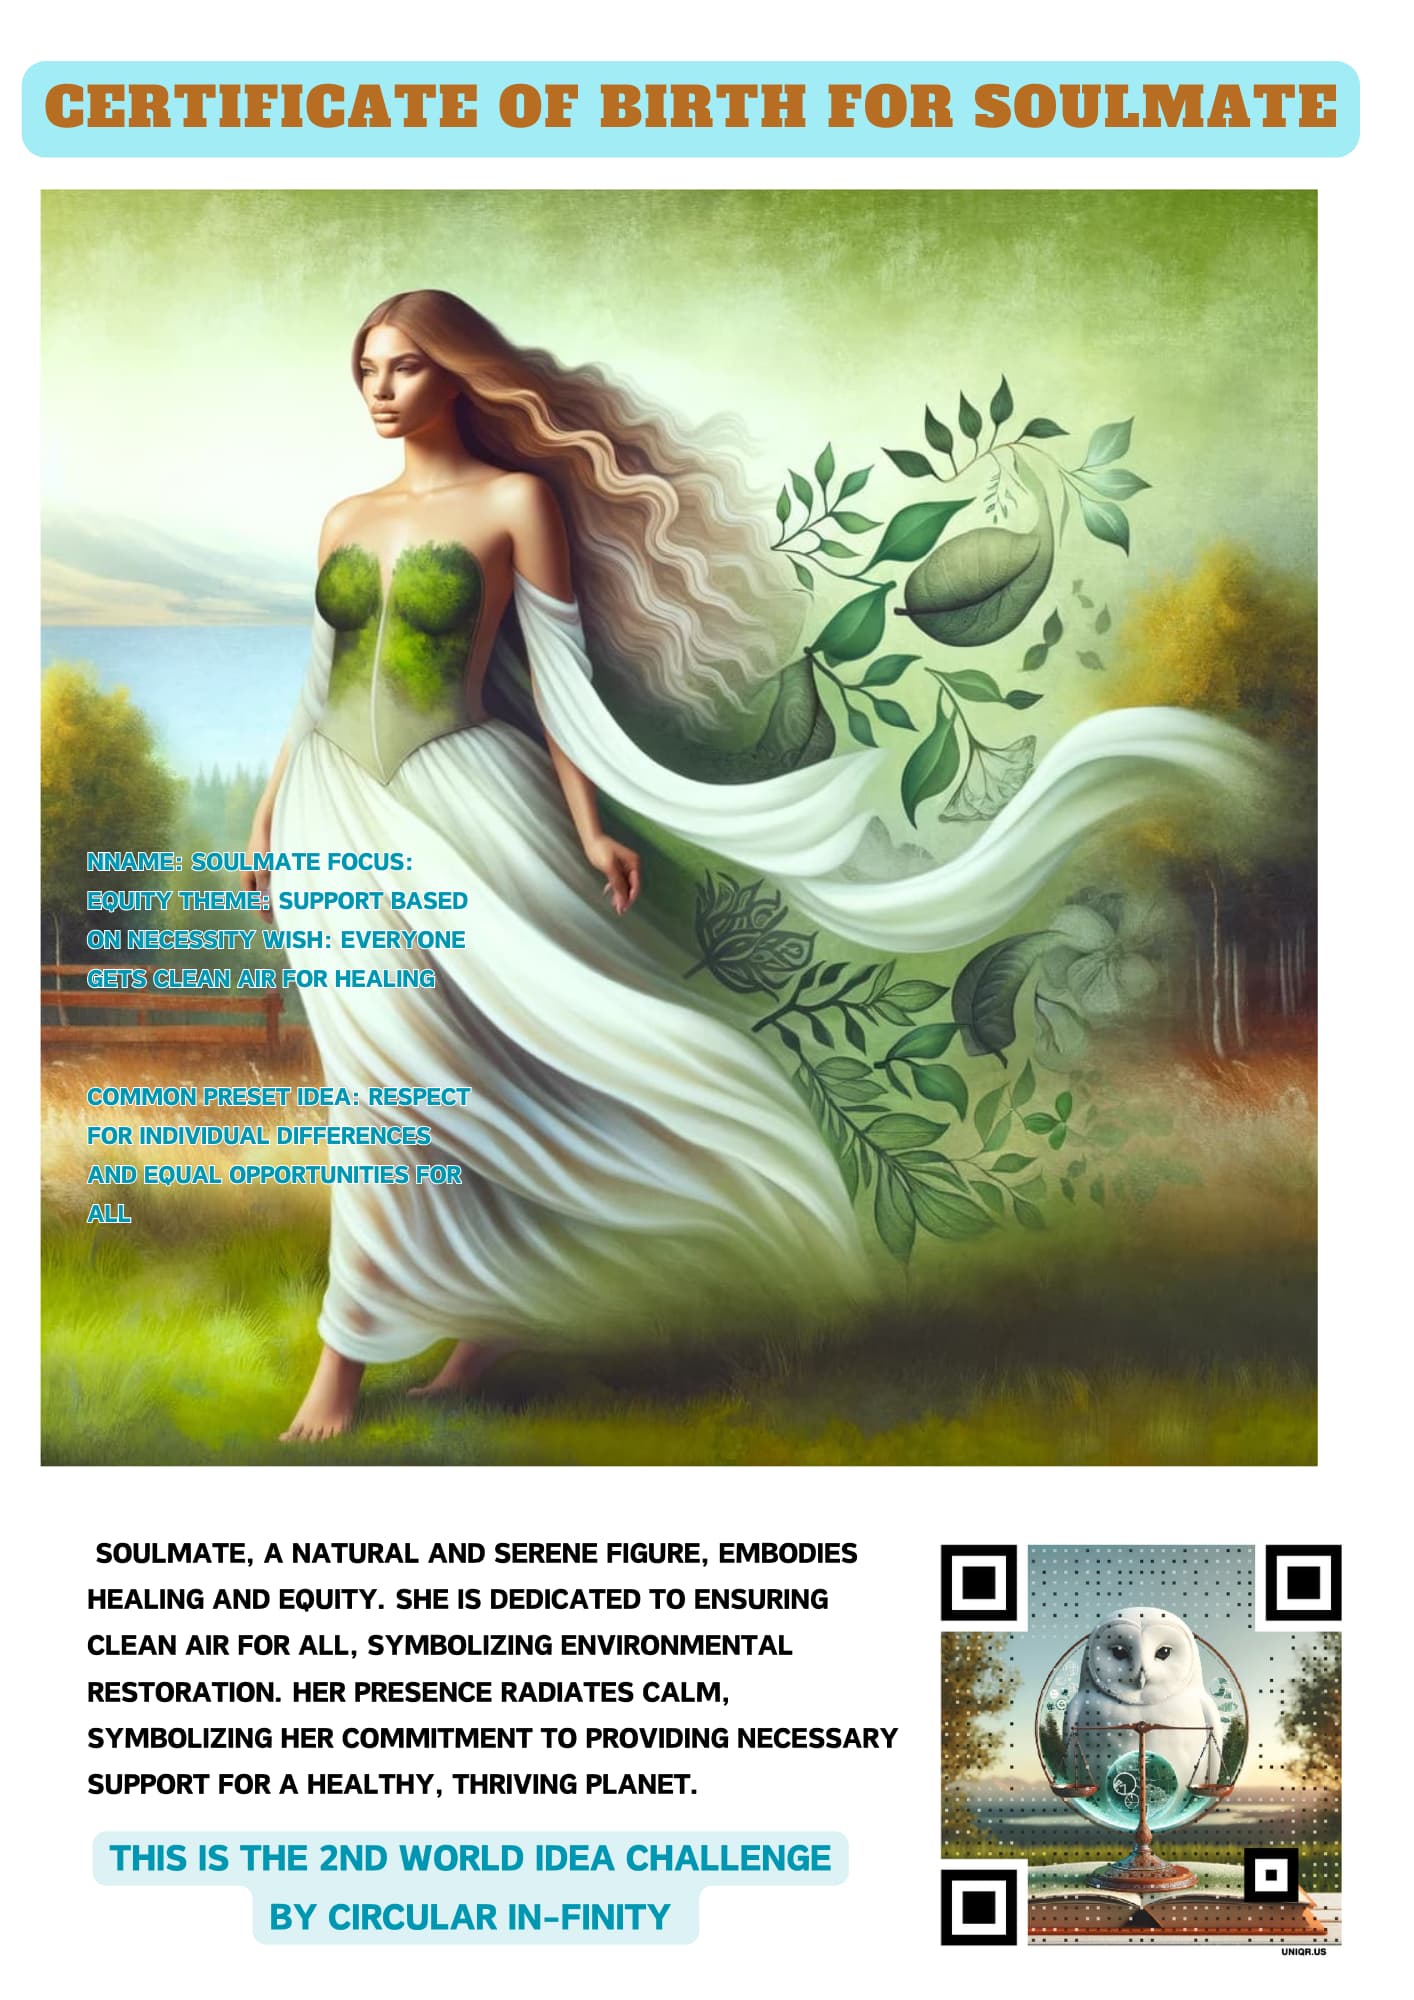 CERTIFICATE OF BIRTH FOR SOULMATE
NNAME: SOULMATE FOCUS:
EQUITY THEME: SUPPORT BASED
ON NECESSITY WISH: EVERYONE
GETS CLEAN AIR FOR HEALING
COMMON PRESET IDEA: RESPECT
FOR INDIVIDUAL DIFFERENCES
AND EQUAL OPPORTUNITIES FOR
ALL
SOULMATE, A NATURAL AND SERENE FIGURE, EMBODIES
HEALING AND EQUITY. SHE IS DEDICATED TO ENSURING
CLEAN AIR FOR ALL, SYMBOLIZING ENVIRONMENTAL
RESTORATION. HER PRESENCE RADIATES CALM,
SYMBOLIZING HER COMMITMENT TO PROVIDING NECESSARY
SUPPORT FOR A HEALTHY, THRIVING PLANET.
THIS IS THE 2ND WORLD IDEA CHALLENGE
BY CIRCULAR IN-FINITY
UNIQR.US